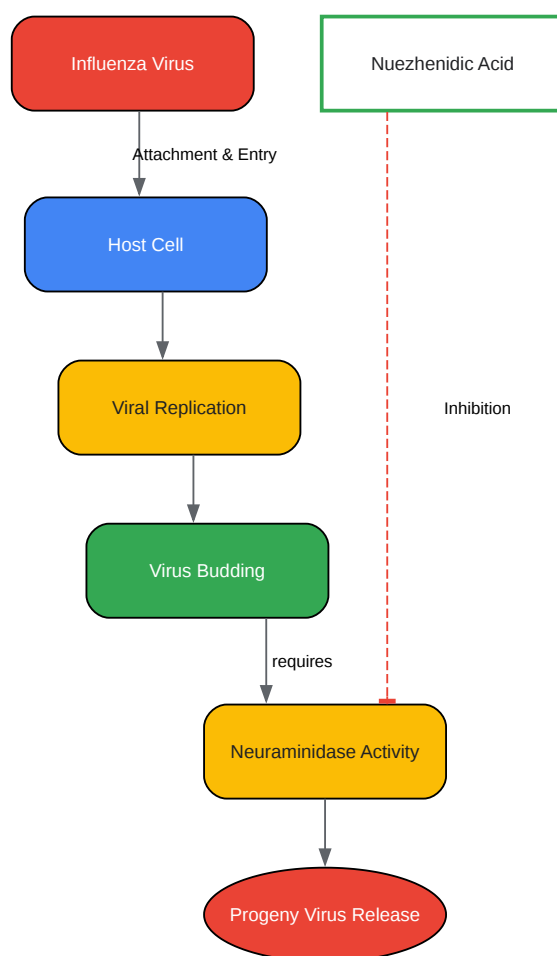 Influenza Virus
Nuezhenidic Acid
Attachment & Entry
Host Cell
Viral Replication
Inhibition
Virus Budding
requires
Neuraminidase Activity
Progeny Virus Release